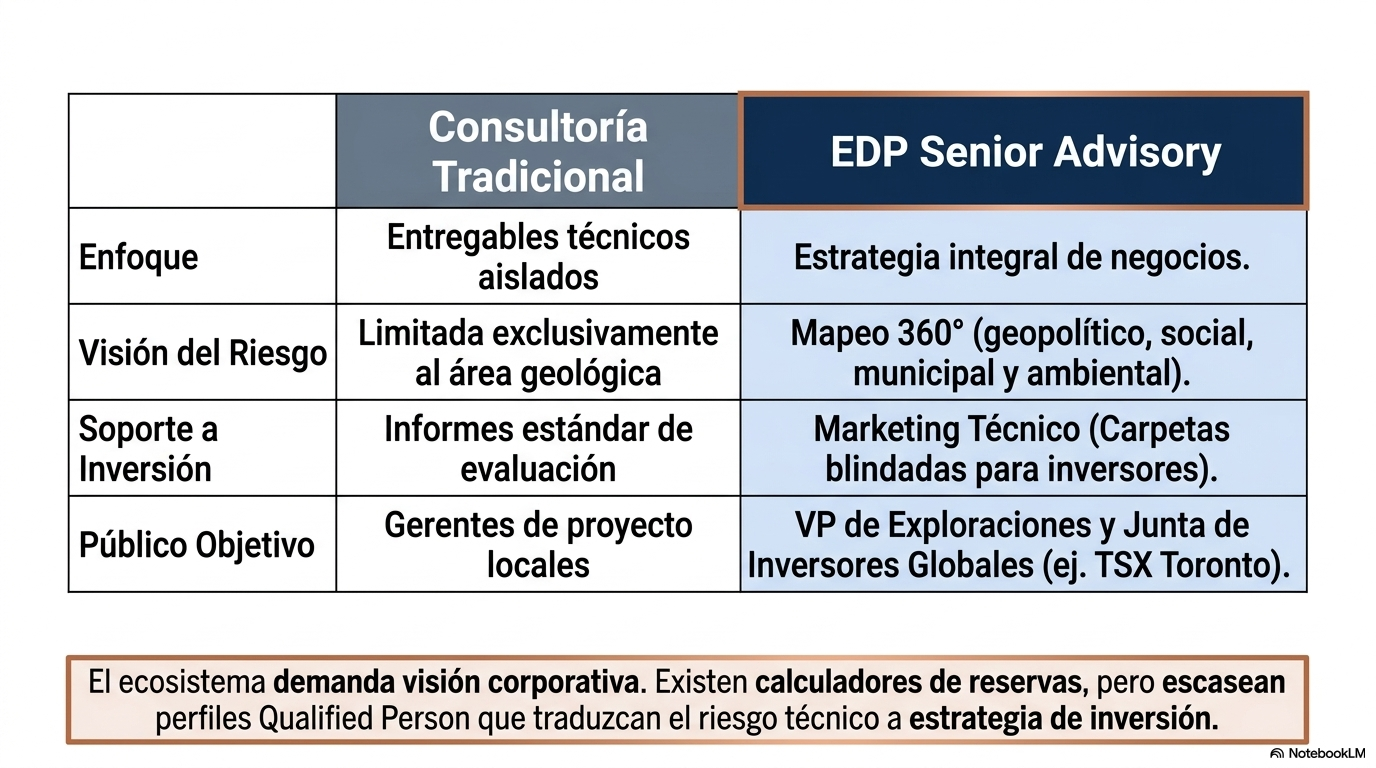 Consultoría
Tradicional
EDP Senior Advisory
Enfoque
Entregables técnicos
aislados
Estrategia integral de negocios.
Visión del Riesgo
Limitada exclusivamente
al área geológica
Mapeo 360° (geopolítico, social,
municipal y ambiental).
Soporte a
Inversión
Informes estándar de
evaluación
Marketing Técnico (Carpetas
blindadas para inversores).
Público Objetivo
Gerentes de proyecto
locales
VP de Exploraciones y Junta de
Inversores Globales (ej. TSX Toronto).
El ecosistema demanda visión corporativa. Existen calculadores de reservas, pero escasean
perfiles Qualified Person que traduzcan el riesgo técnico a estrategia de inversión.
NotebookLM